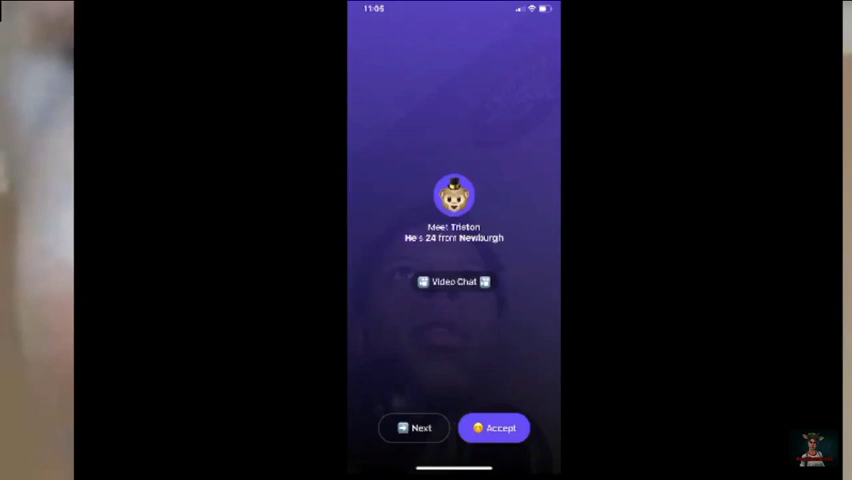 11:05
Meet Triston
He's 24 from Newburgh
Video Chat
Next
Accept